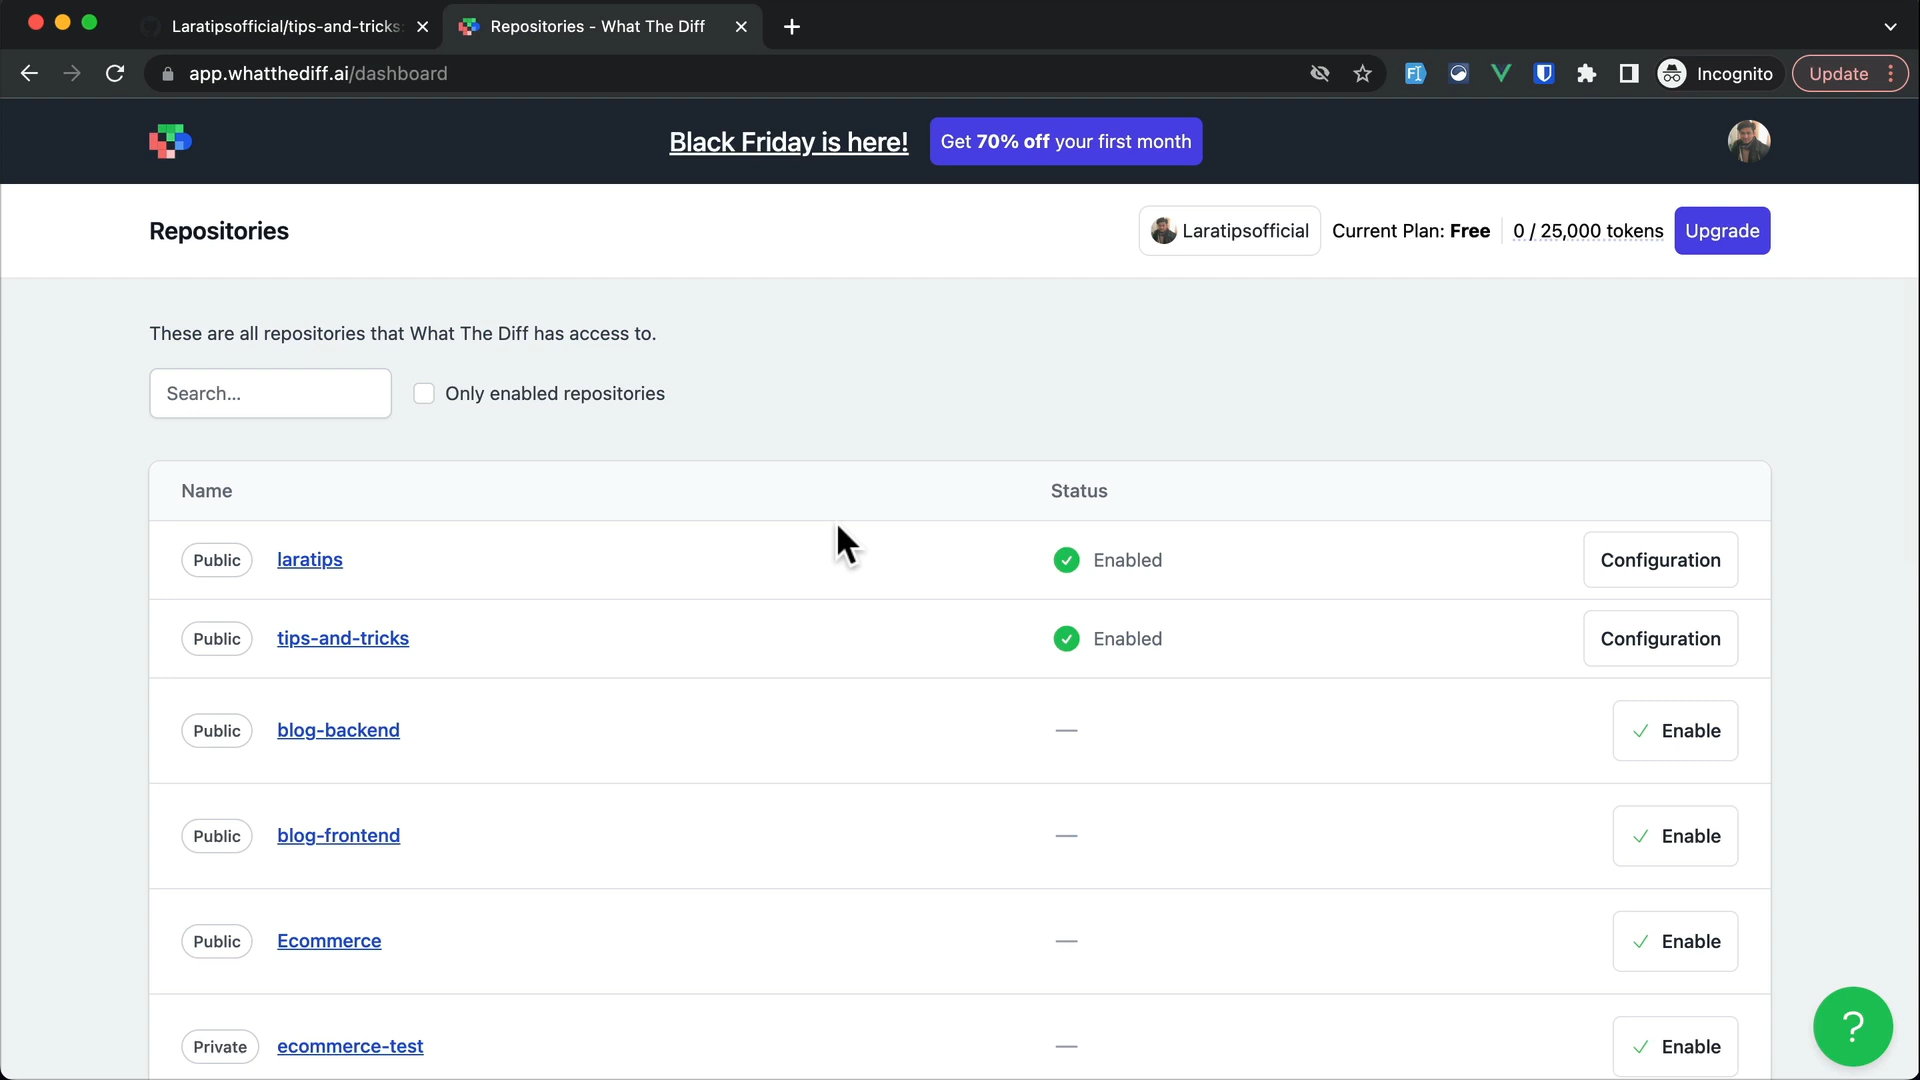 Laratipsofficial/tips-and-tricks:
Repositories - What The Diff
app.whatthediff.ai/dashboard
Incognito
Update
Black Friday is here!
Get 70% off your first month
Repositories
Laratipsofficial
Current Plan: Free
0 / 25,000 tokens
Upgrade
These are all repositories that What The Diff has access to.
Search...
Only enabled repositories
Name
Status
Public
laratips
Enabled
Configuration
Public
tips-and-tricks
Enabled
Configuration
Public
blog-backend
—
Enable
Public
blog-frontend
—
Enable
Public
Ecommerce
—
Enable
Private
ecommerce-test
—
Enable
?